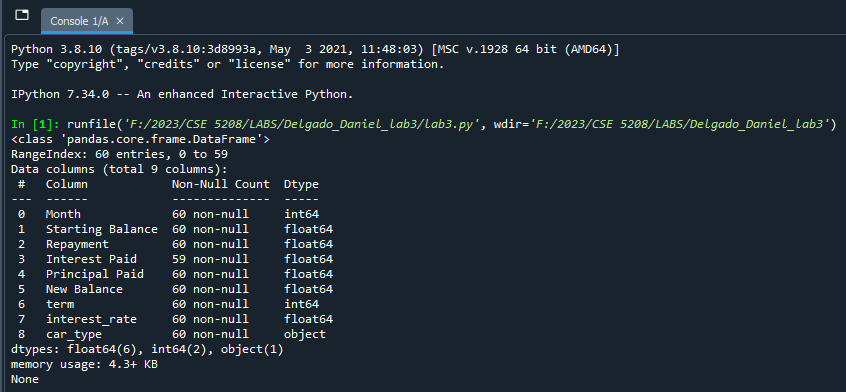 Console 1/A ×
Python 3.8.10 (tags/v3.8.10:3d8993a, May  3 2021, 11:48:03) [MSC v.1928 64 bit (AMD64)]
Type "copyright", "credits" or "license" for more information.
IPython 7.34.0 -- An enhanced Interactive Python.
In [1]: runfile('F:/2023/CSE 5208/LABS/Delgado_Daniel_lab3/lab3.py', wdir='F:/2023/CSE 5208/LABS/Delgado_Daniel_lab3')
<class 'pandas.core.frame.DataFrame'>
RangeIndex: 60 entries, 0 to 59
Data columns (total 9 columns):
 #   Column            Non-Null Count  Dtype
---  ------            --------------  -----
 0   Month             60 non-null     int64
 1   Starting Balance  60 non-null     float64
 2   Repayment         60 non-null     float64
 3   Interest Paid     59 non-null     float64
 4   Principal Paid    60 non-null     float64
 5   New Balance       60 non-null     float64
 6   term              60 non-null     int64
 7   interest_rate     60 non-null     float64
 8   car_type          60 non-null     object
dtypes: float64(6), int64(2), object(1)
memory usage: 4.3+ KB
None